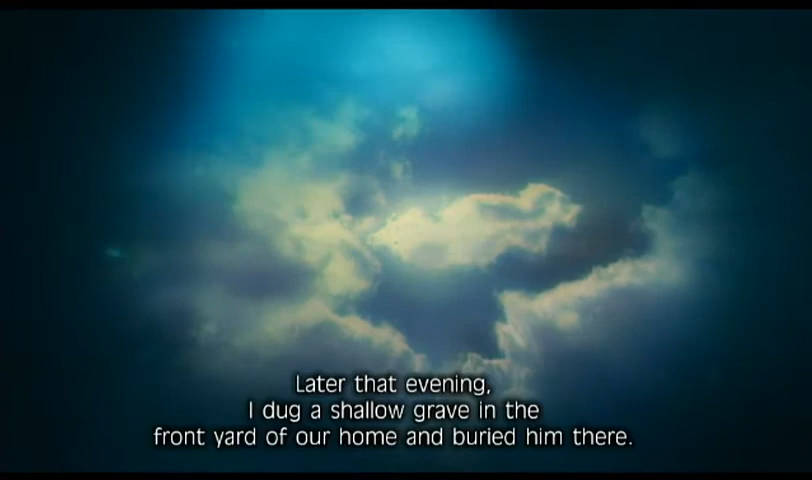 Later that evening,
I dug a shallow grave in the
front yard of our home and buried him there.